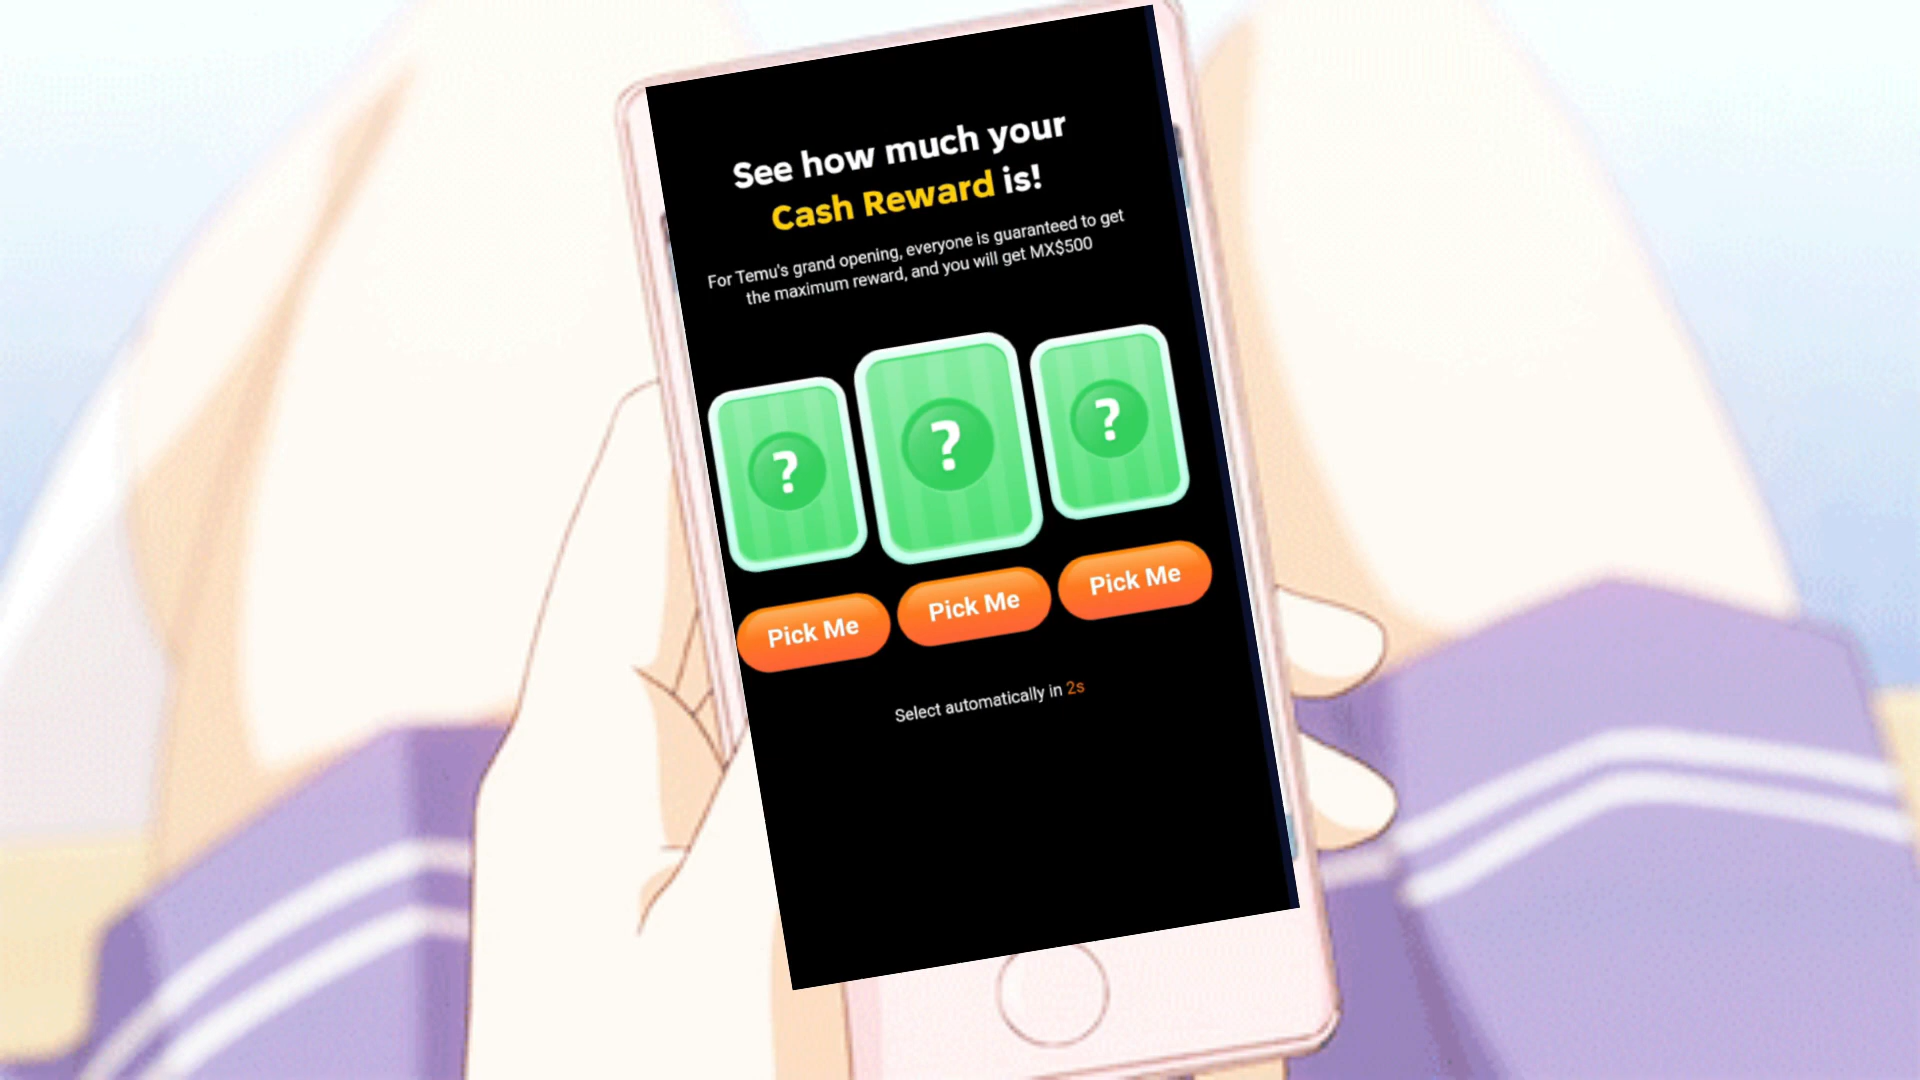 See how much your
Cash Reward is!
For Temu's grand opening, everyone is guaranteed to get
the maximum reward, and you will get MX$500
?
?
?
Pick Me
Pick Me
Pick Me
Select automatically in 2s